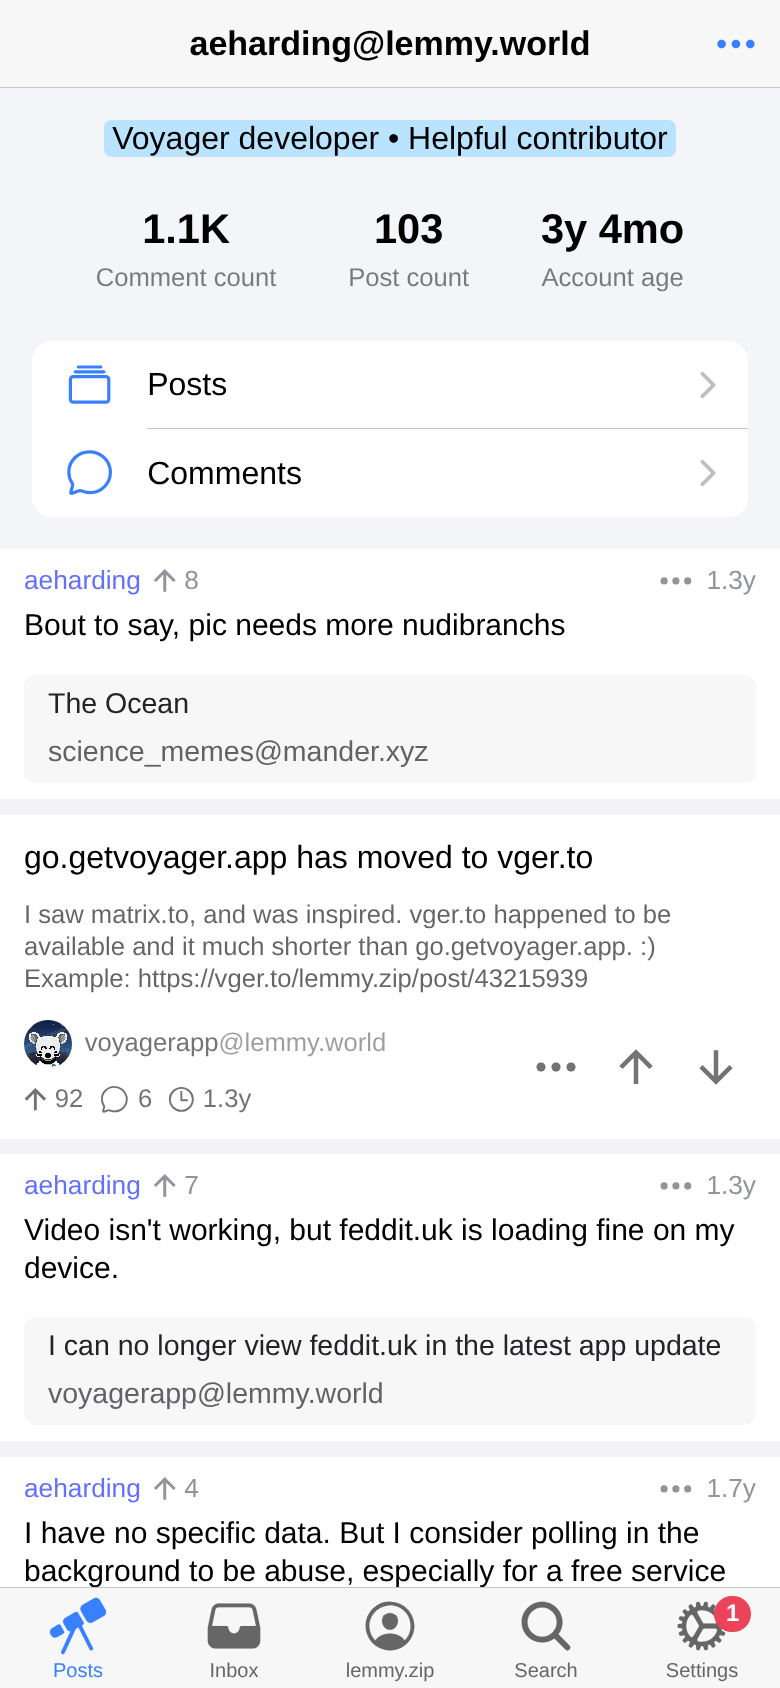 aeharding@lemmy.world
Voyager developer • Helpful contributor
1.1K
Comment count
103
Post count
3y 4mo
Account age
Posts
Comments
aeharding 8 1.3y
Bout to say, pic needs more nudibranchs
The Ocean
science_memes@mander.xyz
go.getvoyager.app has moved to vger.to
I saw matrix.to, and was inspired. vger.to happened to be
available and it much shorter than go.getvoyager.app. :)
Example: https://vger.to/lemmy.zip/post/43215939
voyagerapp@lemmy.world
92 6 1.3y
aeharding 7 1.3y
Video isn't working, but feddit.uk is loading fine on my
device.
I can no longer view feddit.uk in the latest app update
voyagerapp@lemmy.world
aeharding 4 1.7y
I have no specific data. But I consider polling in the
background to be abuse, especially for a free service
1
Posts
Inbox
lemmy.zip
Search
Settings